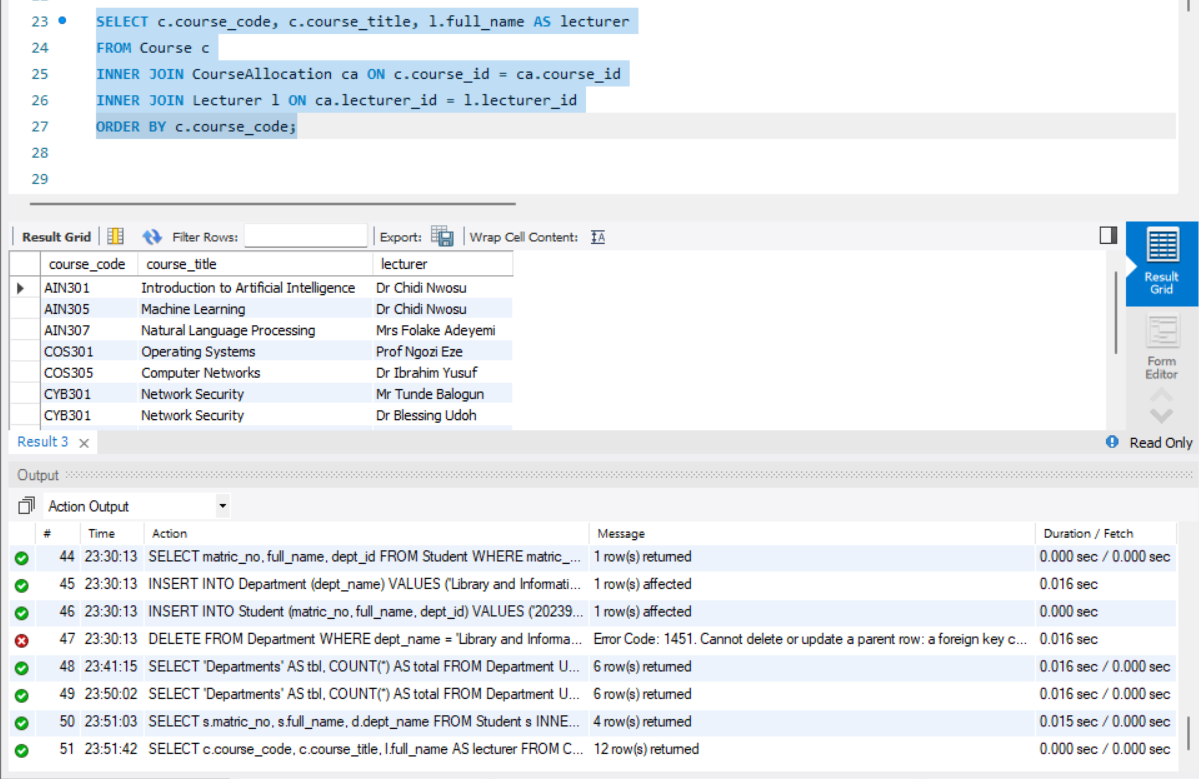 23 SELECT c.course_code, c.course_title, l.full_name AS lecturer
24 FROM Course c
25 INNER JOIN CourseAllocation ca ON c.course_id = ca.course_id
26 INNER JOIN Lecturer l ON ca.lecturer_id = l.lecturer_id
27 ORDER BY c.course_code;
28
29
Result Grid Filter Rows: Export: Wrap Cell Content: IA
course_code course_title lecturer
AIN301 Introduction to Artificial Intelligence Dr Chidi Nwosu
AIN305 Machine Learning Dr Chidi Nwosu
AIN307 Natural Language Processing Mrs Folake Adeyemi
COS301 Operating Systems Prof Ngozi Eze
COS305 Computer Networks Dr Ibrahim Yusuf
CYB301 Network Security Mr Tunde Balogun
CYB301 Network Security Dr Blessing Udoh
Result
Grid
Form
Editor
Result 3 Read Only
Output
Action Output
# Time Action Message Duration / Fetch
44 23:30:13 SELECT matric_no, full_name, dept_id FROM Student WHERE matric_... 1 row(s) returned 0.000 sec / 0.000 sec
45 23:30:13 INSERT INTO Department (dept_name) VALUES ('Library and Informati... 1 row(s) affected 0.016 sec
46 23:30:13 INSERT INTO Student (matric_no, full_name, dept_id) VALUES ('20239... 1 row(s) affected 0.000 sec
47 23:30:13 DELETE FROM Department WHERE dept_name = 'Library and Informa... Error Code: 1451. Cannot delete or update a parent row: a foreign key c... 0.016 sec
48 23:41:15 SELECT 'Departments' AS tbl, COUNT(*) AS total FROM Department U... 6 row(s) returned 0.016 sec / 0.000 sec
49 23:50:02 SELECT 'Departments' AS tbl, COUNT(*) AS total FROM Department U... 6 row(s) returned 0.016 sec / 0.000 sec
50 23:51:03 SELECT s.matric_no, s.full_name, d.dept_name FROM Student s INNE... 4 row(s) returned 0.015 sec / 0.000 sec
51 23:51:42 SELECT c.course_code, c.course_title, l.full_name AS lecturer FROM C... 12 row(s) returned 0.000 sec / 0.000 sec